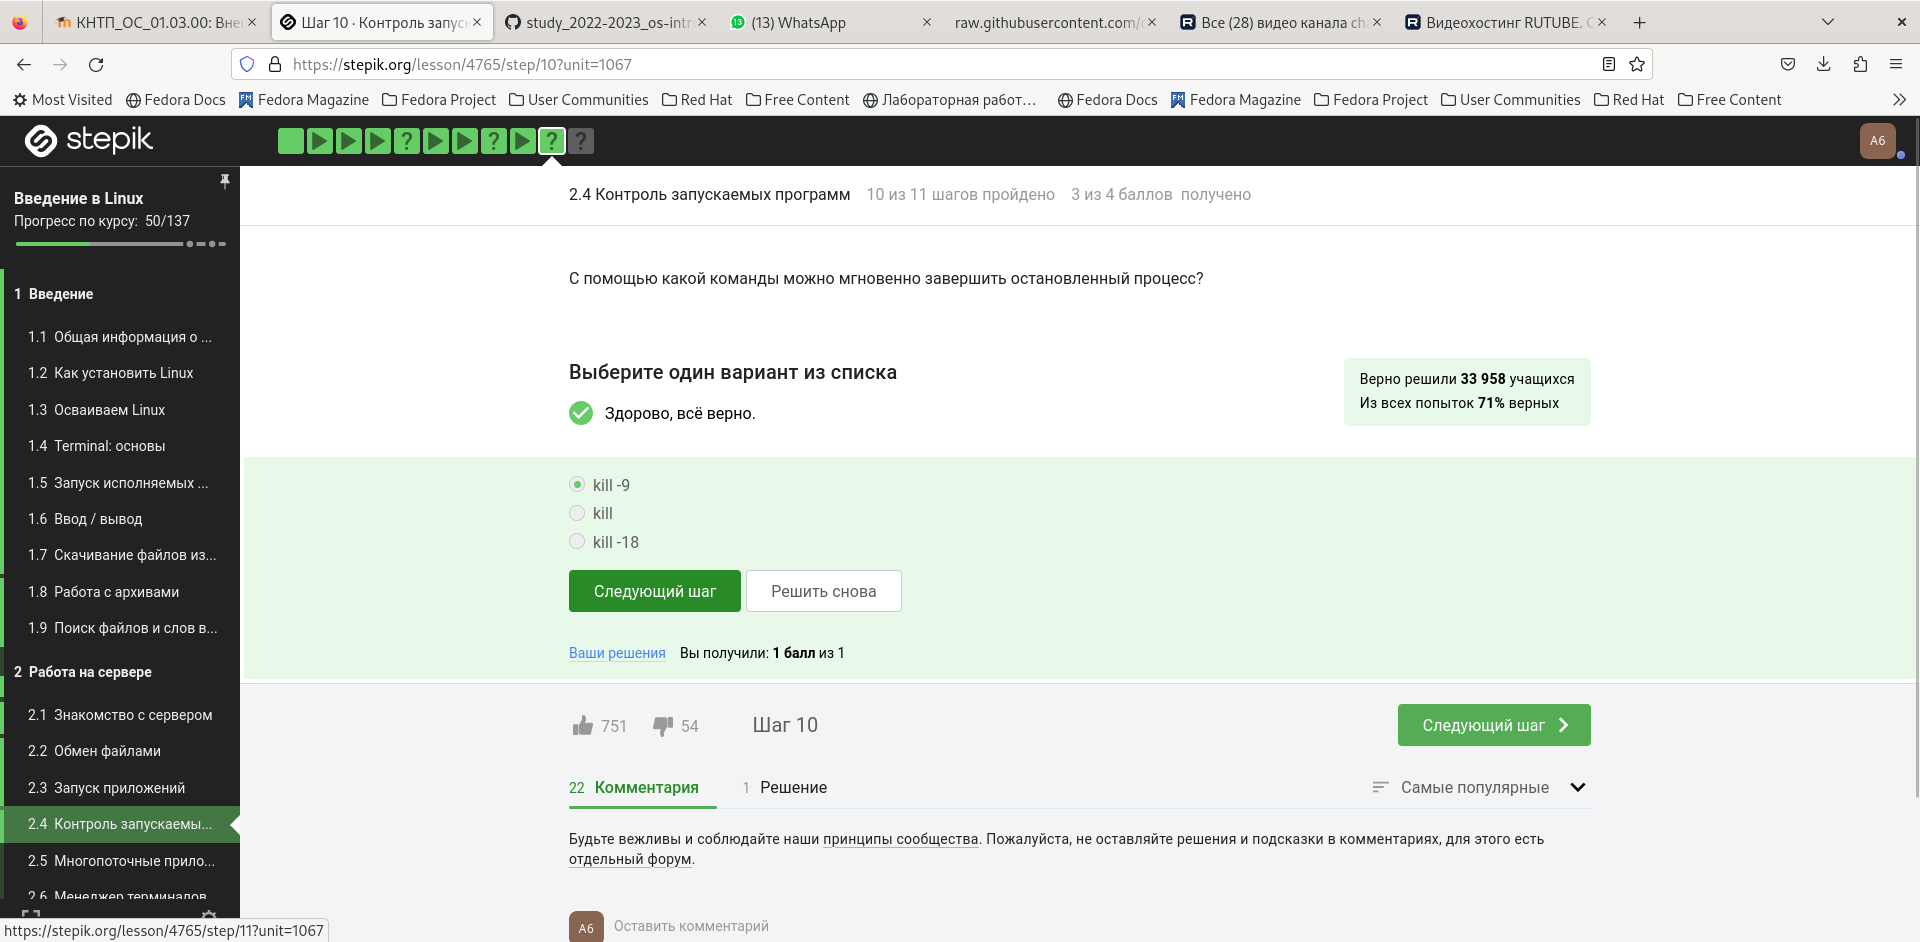 КНТП_ОС_01.03.00: Вне
Шаг 10 · Контроль запус
study_2022-2023_os-intr
(13) WhatsApp
raw.githubusercontent.com/
Все (28) видео канала ch
Видеохостинг RUTUBE. С
https://stepik.org/lesson/4765/step/10?unit=1067
Most Visited
Fedora Docs
Fedora Magazine
Fedora Project
User Communities
Red Hat
Free Content
Лабораторная работ…
Fedora Docs
Fedora Magazine
Fedora Project
User Communities
Red Hat
Free Content
stepik
A6
Введение в Linux
Прогресс по курсу: 50/137
1 Введение
1.1 Общая информация о ...
1.2 Как установить Linux
1.3 Осваиваем Linux
1.4 Terminal: основы
1.5 Запуск исполняемых ...
1.6 Ввод / вывод
1.7 Скачивание файлов из...
1.8 Работа с архивами
1.9 Поиск файлов и слов в...
2 Работа на сервере
2.1 Знакомство с сервером
2.2 Обмен файлами
2.3 Запуск приложений
2.4 Контроль запускаемы...
2.5 Многопоточные прило...
2.6 Менеджер терминалов
https://stepik.org/lesson/4765/step/11?unit=1067
2.4 Контроль запускаемых программ 10 из 11 шагов пройдено 3 из 4 баллов получено
С помощью какой команды можно мгновенно завершить остановленный процесс?
Выберите один вариант из списка
Здорово, всё верно.
Верно решили 33 958 учащихся
Из всех попыток 71% верных
kill -9
kill
kill -18
Следующий шаг
Решить снова
Ваши решения Вы получили: 1 балл из 1
751
54
Шаг 10
Следующий шаг
22 Комментария
1 Решение
Самые популярные
Будьте вежливы и соблюдайте наши принципы сообщества. Пожалуйста, не оставляйте решения и подсказки в комментариях, для этого есть
отдельный форум.
A6
Оставить комментарий